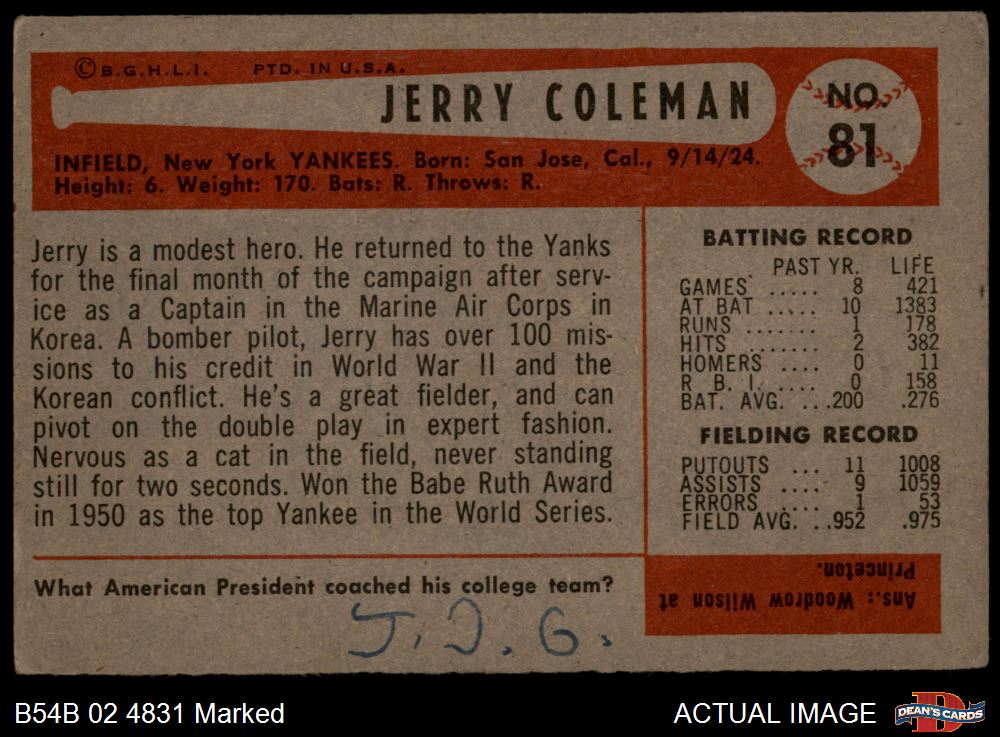 ©B.G.H.L.I. PTD. IN U.S.A.
JERRY COLEMAN
NO.
81
INFIELD, New York YANKEES. Born: San Jose, Cal., 9/14/24.
Height: 6. Weight: 170. Bats: R. Throws: R.
Jerry is a modest hero. He returned to the Yanks
for the final month of the campaign after serv-
ice as a Captain in the Marine Air Corps in
Korea. A bomber pilot, Jerry has over 100 mis-
sions to his credit in World War II and the
Korean conflict. He's a great fielder, and can
pivot on the double play in expert fashion.
Nervous as a cat in the field, never standing
still for two seconds. Won the Babe Ruth Award
in 1950 as the top Yankee in the World Series.
BATTING RECORD
PAST YR. LIFE
GAMES ..... 8 421
AT BAT ..... 10 1383
RUNS ....... 1 178
HITS ....... 2 382
HOMERS .... 0 11
R. B. I. .... 0 158
BAT. AVG. ...200 .276
FIELDING RECORD
PUTOUTS ... 11 1008
ASSISTS .... 9 1059
ERRORS .... 1 53
FIELD AVG. ..952 .975
What American President coached his college team?
Ans.: Woodrow Wilson at
Princeton.
J. J. G.
B54B 02 4831 Marked
ACTUAL IMAGE
DEAN'S CARDS